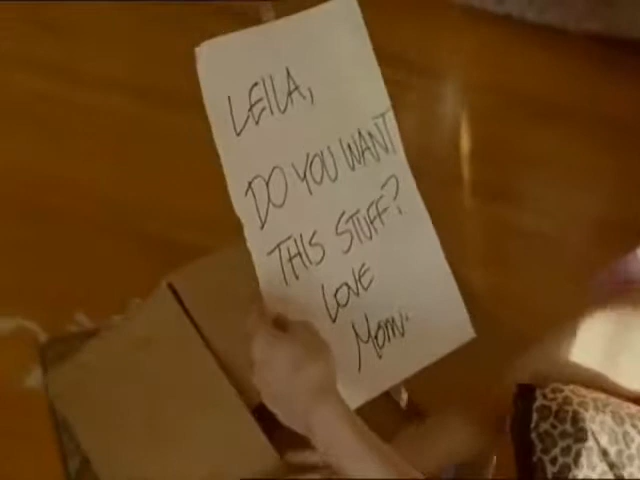 LEILA,
DO YOU WANT
THIS STUFF?
LOVE
MOM.